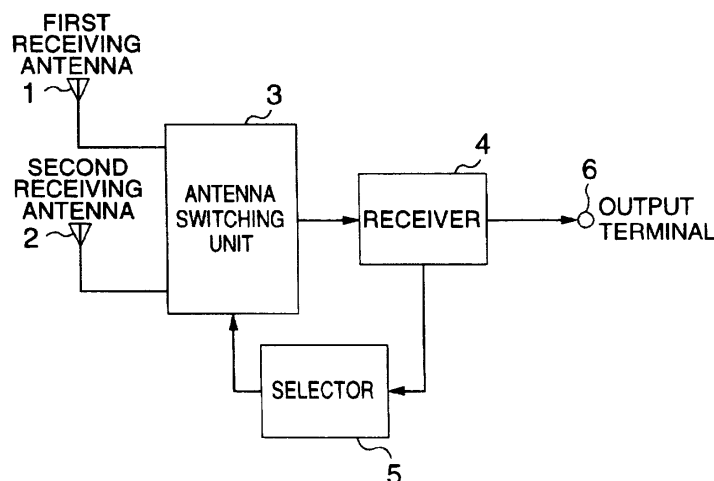 FIRST
RECEIVING
ANTENNA
1
3
SECOND
RECEIVING
ANTENNA
2
ANTENNA
SWITCHING
UNIT
4
RECEIVER
6
OUTPUT
TERMINAL
SELECTOR
5